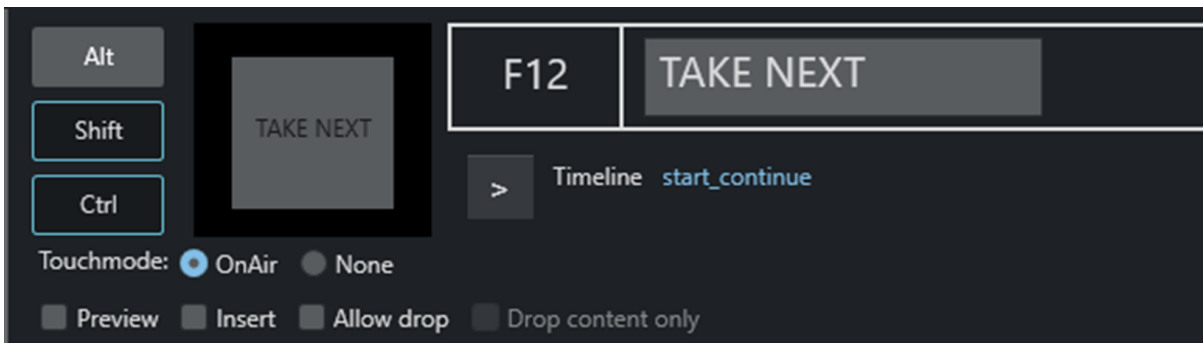 Alt
Shift
Ctrl
TAKE NEXT
F12 TAKE NEXT
> Timeline start_continue
Touchmode: OnAir None
Preview Insert Allow drop Drop content only